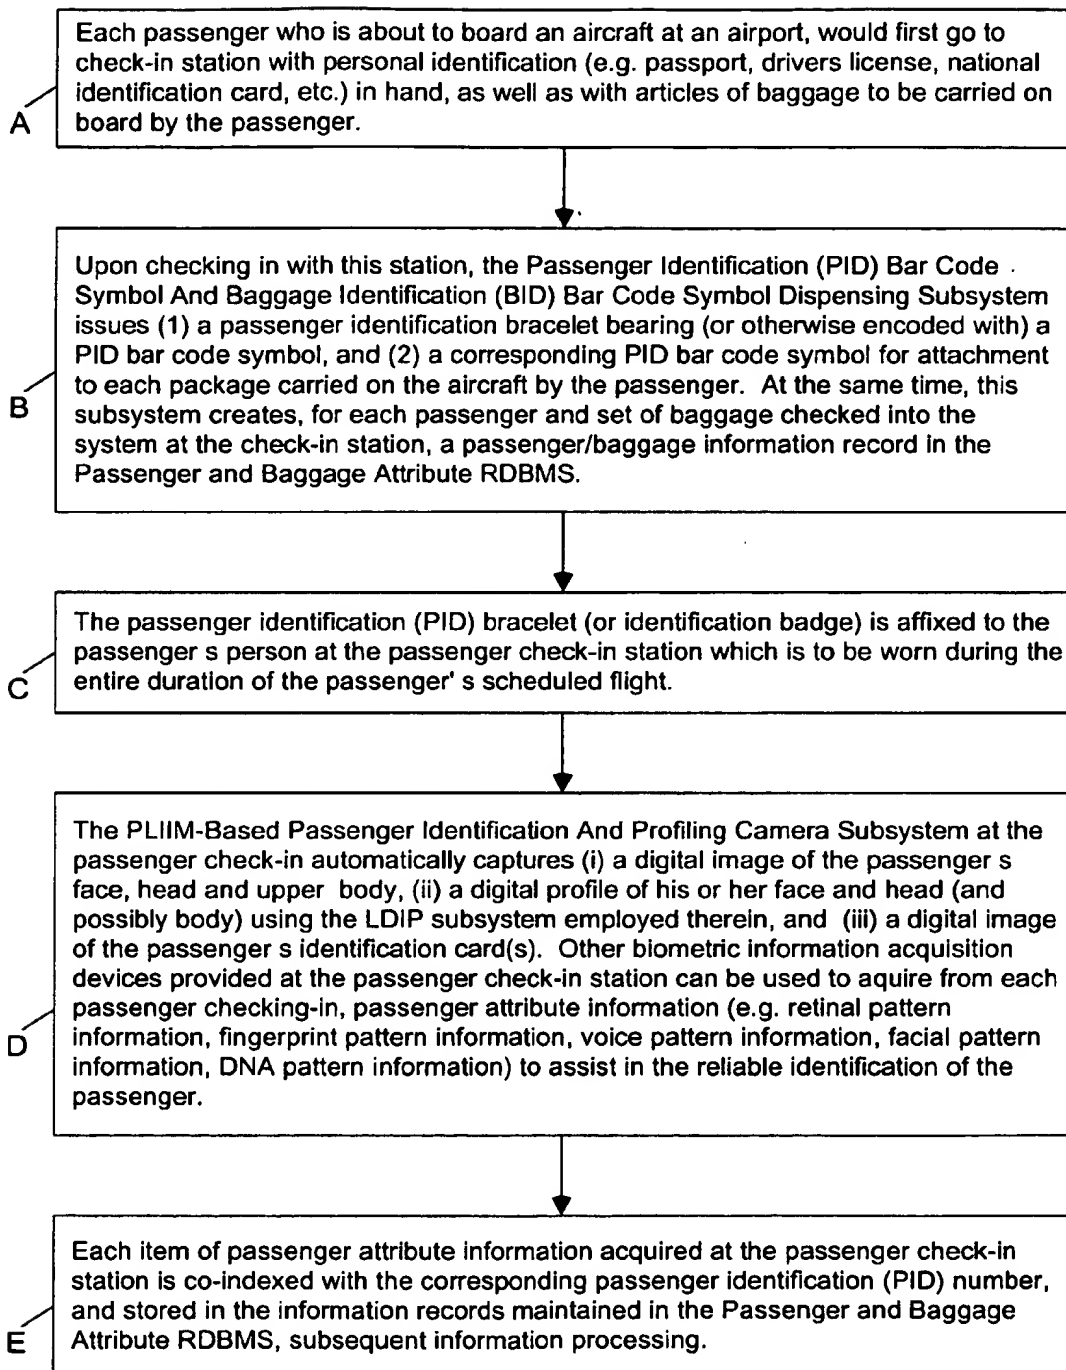 Each passenger who is about to board an aircraft at an airport, would first go to
check-in station with personal identification (e.g. passport, drivers license, national
identification card, etc.) in hand, as well as with articles of baggage to be carried on
board by the passenger.
A
Upon checking in with this station, the Passenger Identification (PID) Bar Code
Symbol And Baggage Identification (BID) Bar Code Symbol Dispensing Subsystem
issues (1) a passenger identification bracelet bearing (or otherwise encoded with) a
PID bar code symbol, and (2) a corresponding PID bar code symbol for attachment
to each package carried on the aircraft by the passenger. At the same time, this
subsystem creates, for each passenger and set of baggage checked into the
system at the check-in station, a passenger/baggage information record in the
Passenger and Baggage Attribute RDBMS.
B
The passenger identification (PID) bracelet (or identification badge) is affixed to the
passenger s person at the passenger check-in station which is to be worn during the
entire duration of the passenger' s scheduled flight.
C
The PLIIM-Based Passenger Identification And Profiling Camera Subsystem at the
passenger check-in automatically captures (i) a digital image of the passenger s
face, head and upper body, (ii) a digital profile of his or her face and head (and
possibly body) using the LDIP subsystem employed therein, and (iii) a digital image
of the passenger s identification card(s). Other biometric information acquisition
devices provided at the passenger check-in station can be used to aquire from each
passenger checking-in, passenger attribute information (e.g. retinal pattern
information, fingerprint pattern information, voice pattern information, facial pattern
information, DNA pattern information) to assist in the reliable identification of the
passenger.
D
Each item of passenger attribute information acquired at the passenger check-in
station is co-indexed with the corresponding passenger identification (PID) number,
and stored in the information records maintained in the Passenger and Baggage
Attribute RDBMS, subsequent information processing.
E